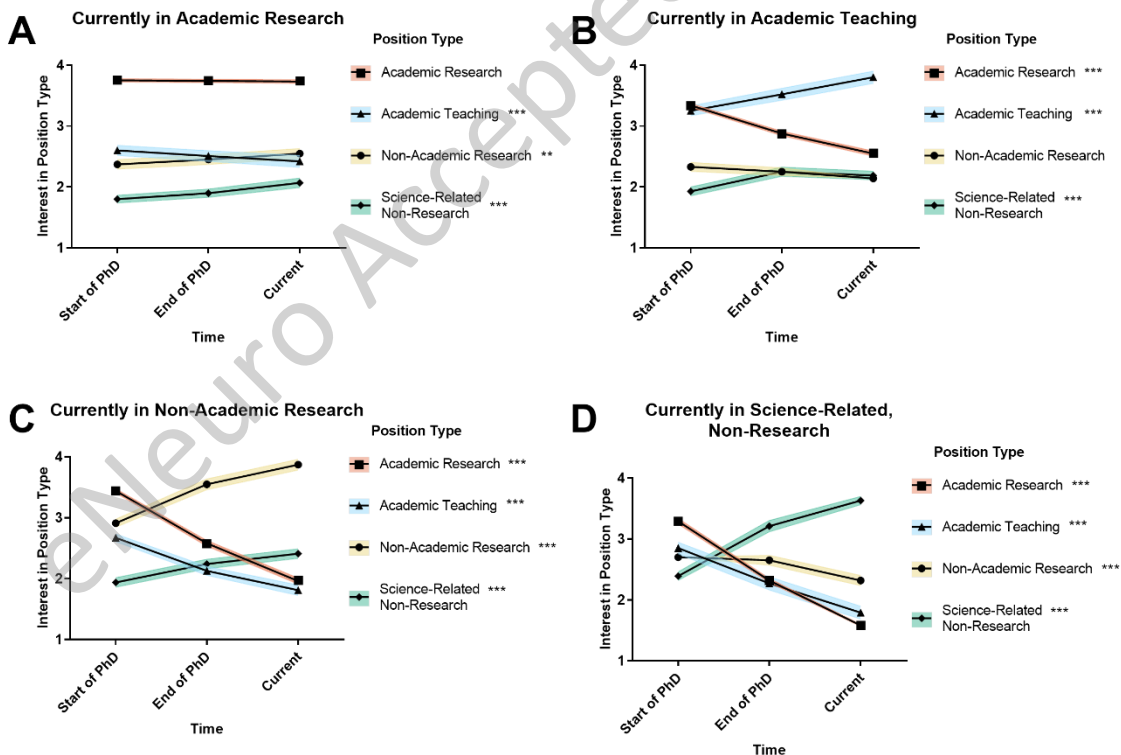 A
Currently in Academic Research
Position Type
Academic Research
Academic Teaching ***
Non-Academic Research **
Science-Related ***
Non-Research
Interest in Position Type
4
3
2
1
Start of PhD
End of PhD
Current
Time
B
Currently in Academic Teaching
Position Type
Academic Research ***
Academic Teaching ***
Non-Academic Research
Science-Related ***
Non-Research
Interest in Position Type
4
3
2
1
Start of PhD
End of PhD
Current
Time
C
Currently in Non-Academic Research
Position Type
Academic Research ***
Academic Teaching ***
Non-Academic Research ***
Science-Related ***
Non-Research
Interest in Position Type
4
3
2
1
Start of PhD
End of PhD
Current
Time
D
Currently in Science-Related,
Non-Research
Position Type
Academic Research ***
Academic Teaching ***
Non-Academic Research ***
Science-Related ***
Non-Research
Interest in Position Type
4
3
2
1
Start of PhD
End of PhD
Current
Time
eNeuro Accepte